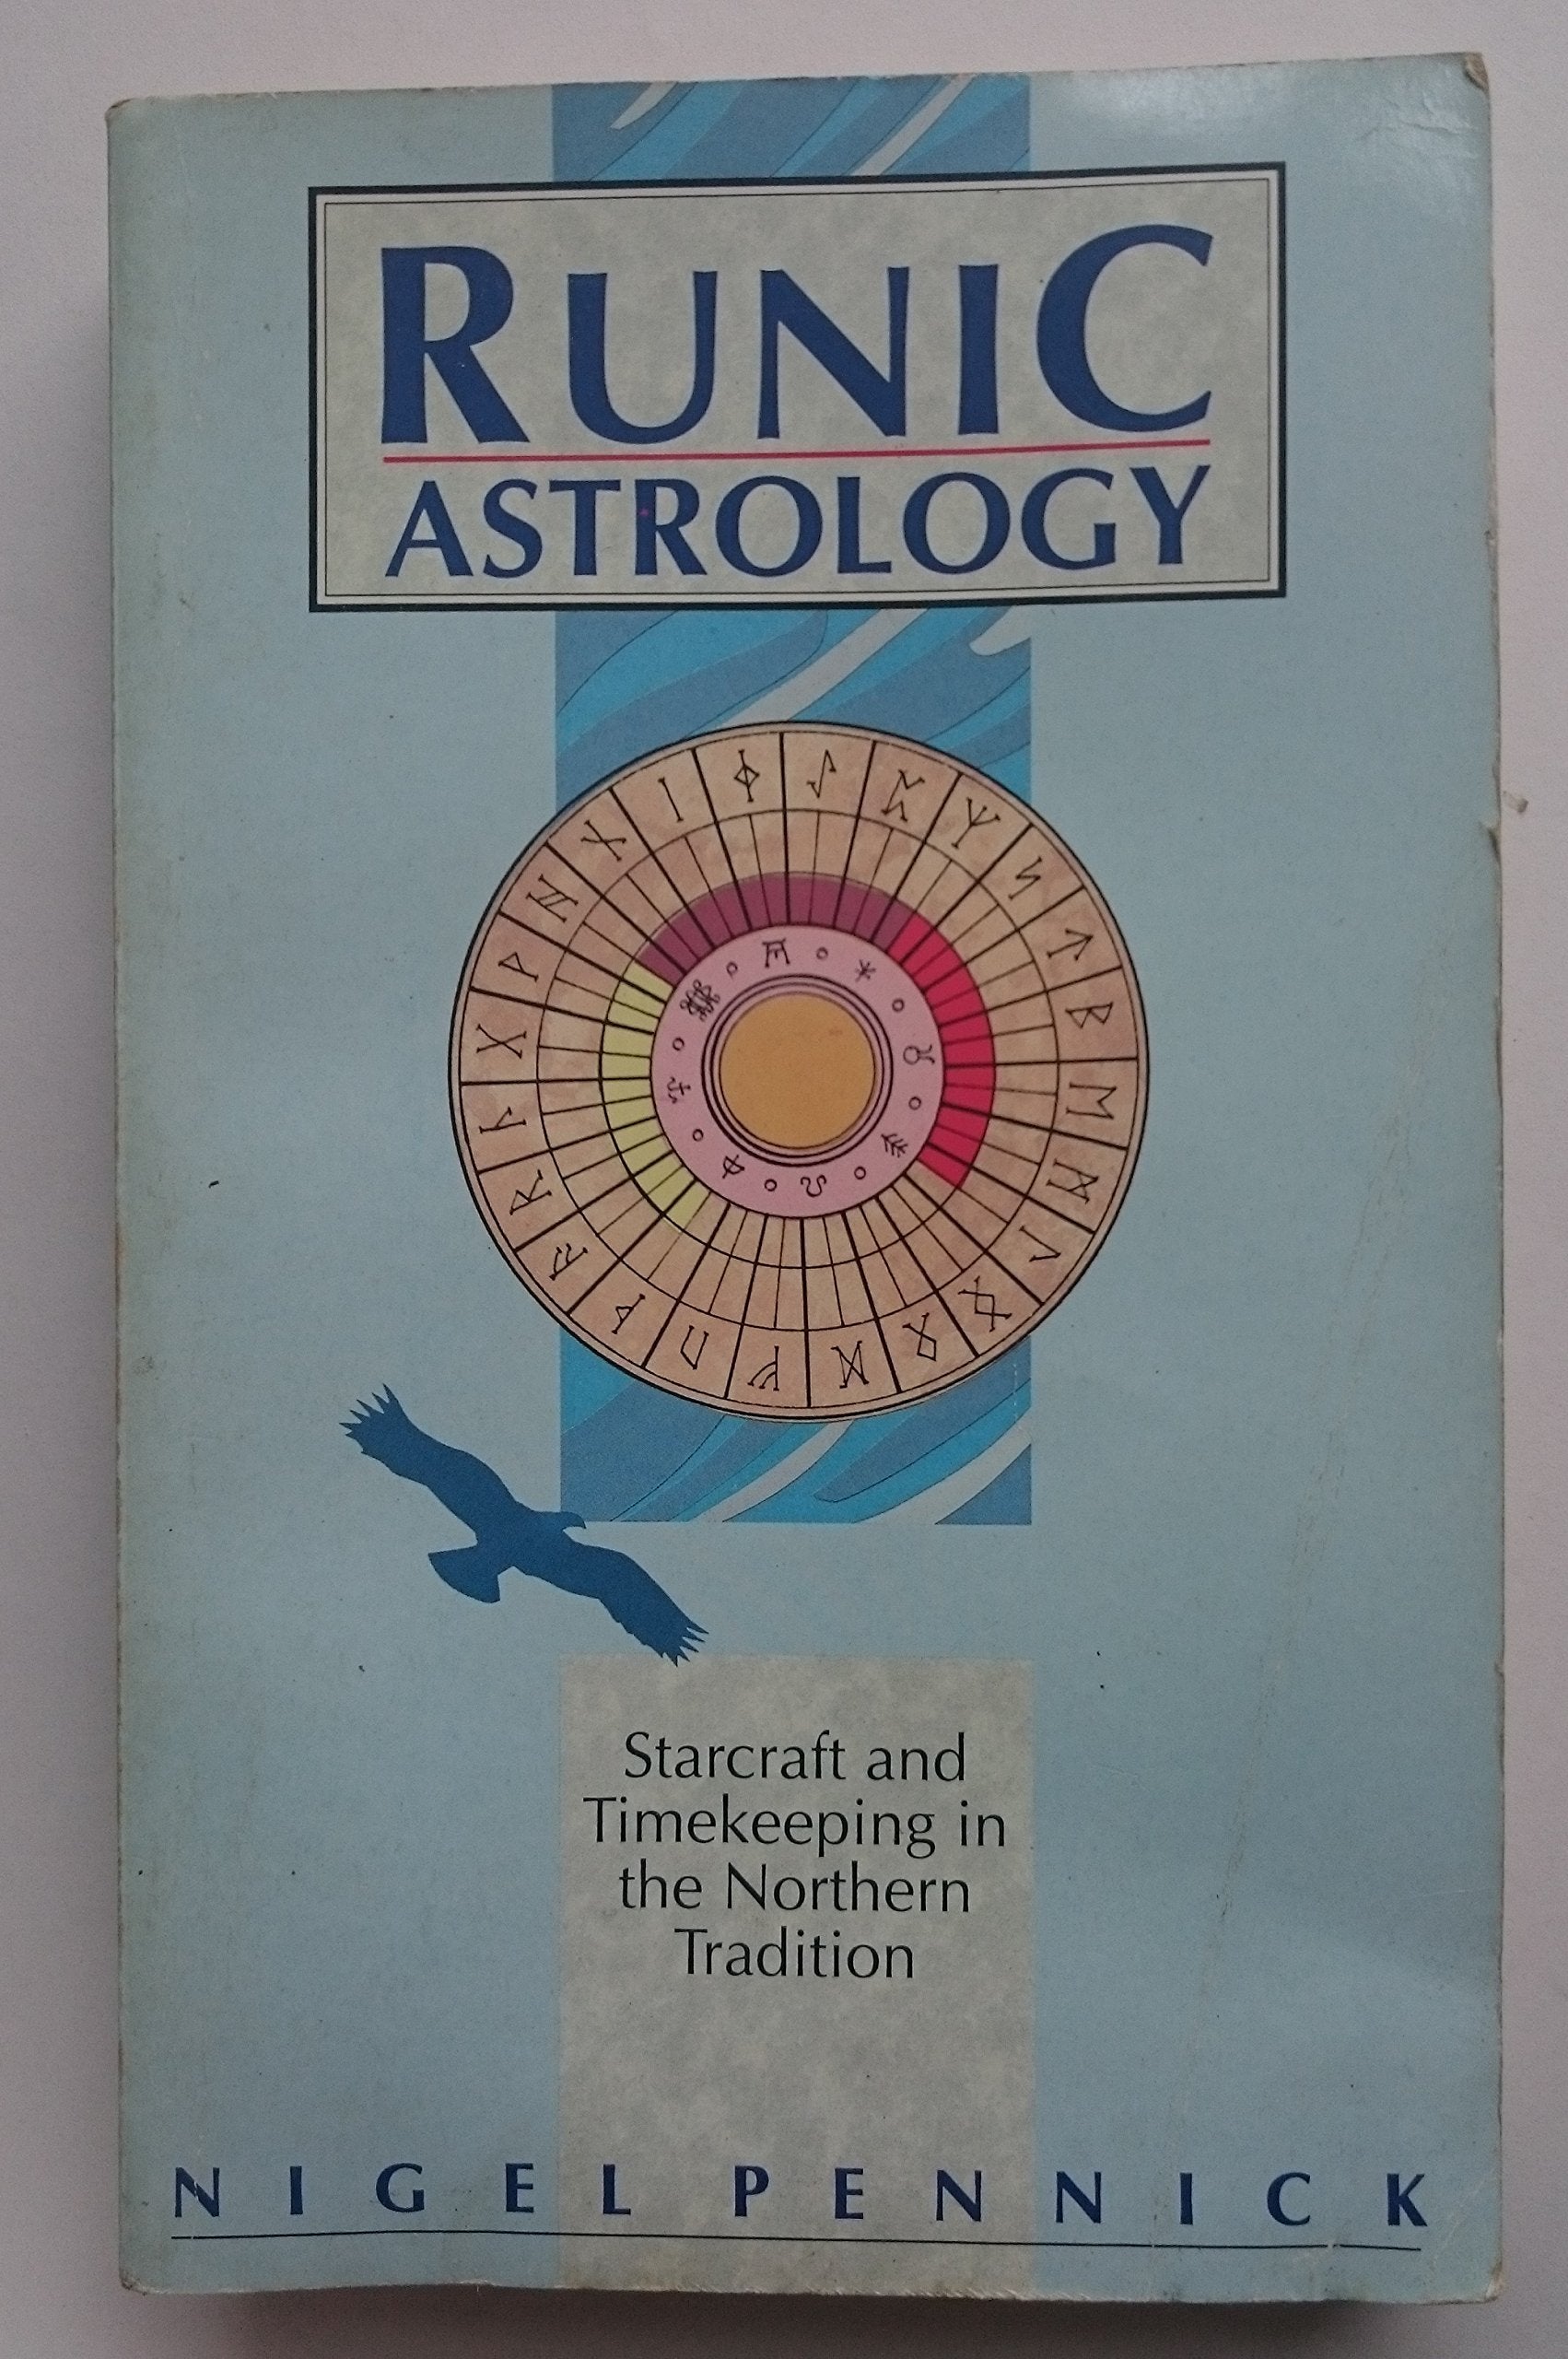 RUNIC
ASTROLOGY
Starcraft and
Timekeeping in
the Northern
Tradition
NIGEL PENNICK